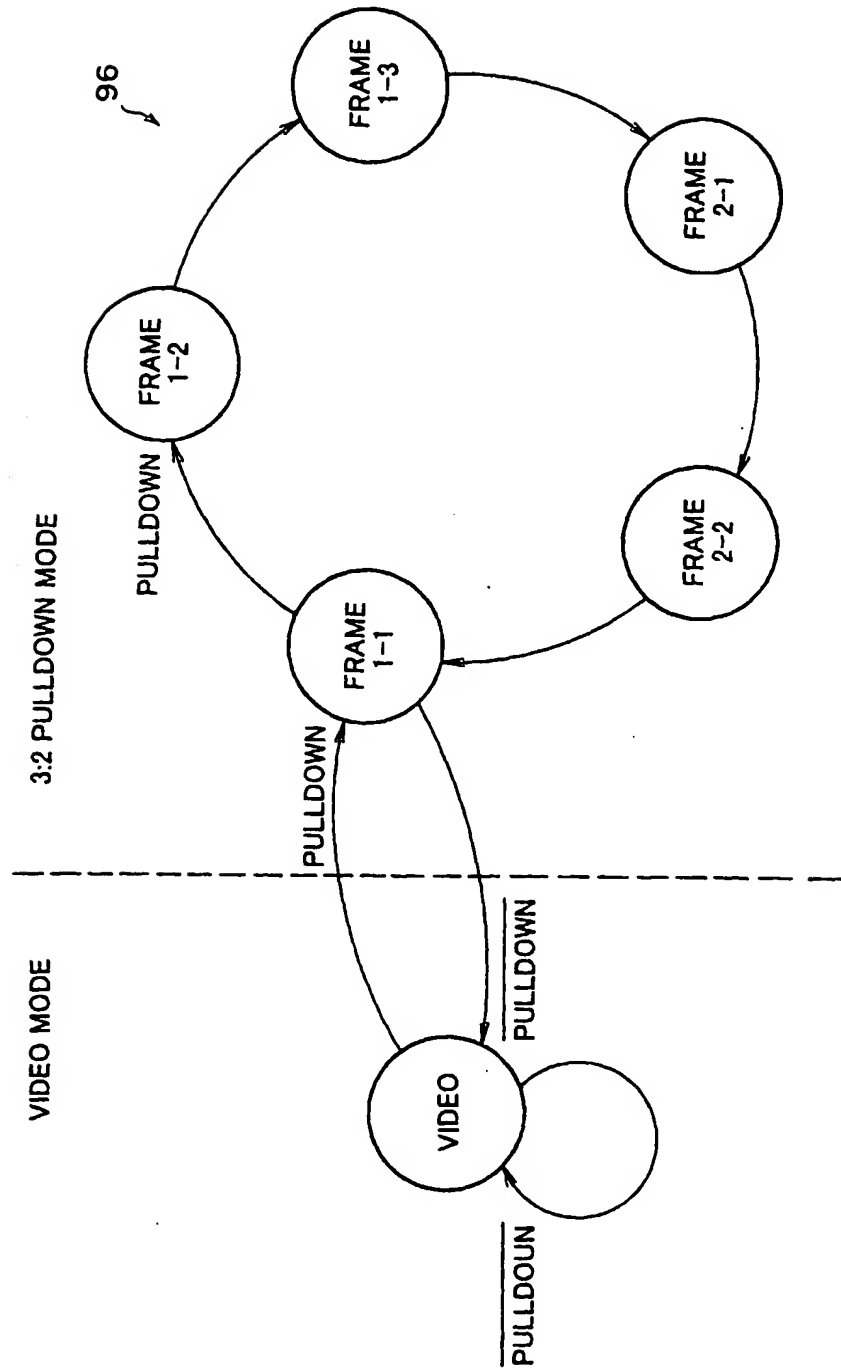 VIDEO MODE
3:2 PULLDOWN MODE
96
PULLDOWN
FRAME
1-2
FRAME
1-3
PULLDOWN
FRAME
1-1
VIDEO
PULLDOWN
PULLDOUN
FRAME
2-2
FRAME
2-1